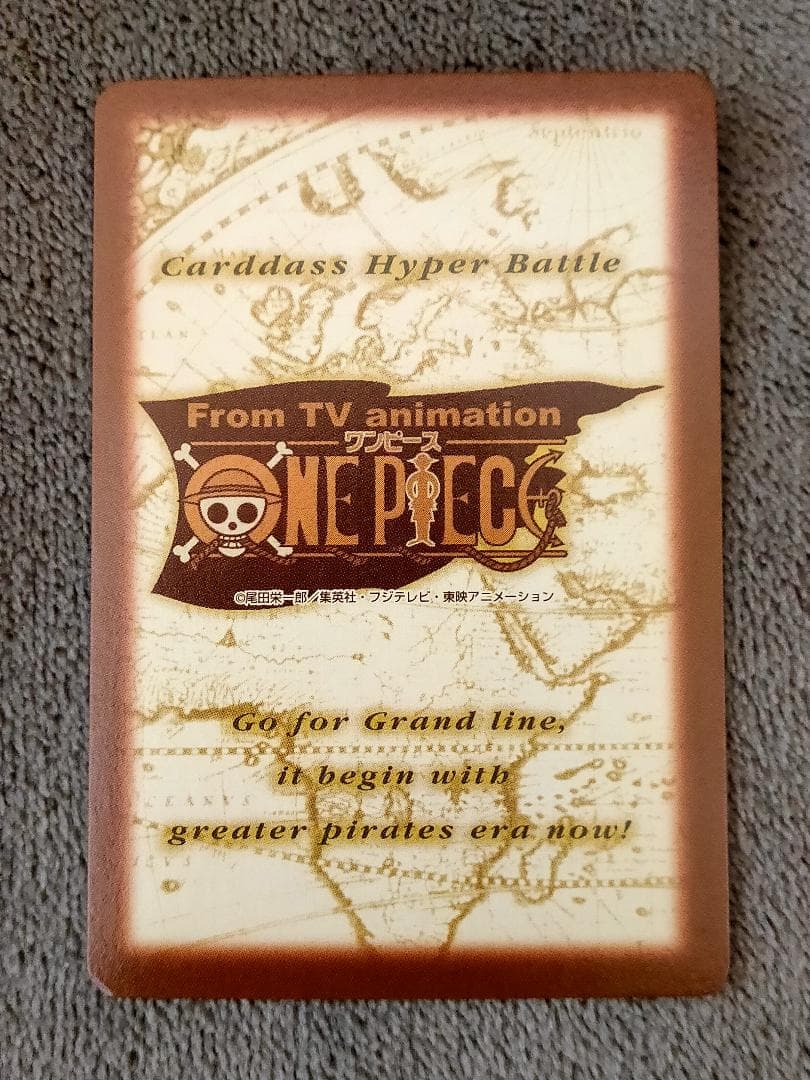 Septentrio
Carddass Hyper Battle
From TV animation
ワンピース
ONE PIECE
©尾田栄一郎／集英社・フジテレビ・東映アニメーション
Go for Grand line,
it begin with
greater pirates era now!